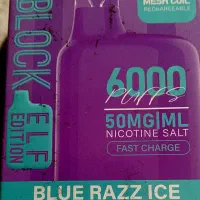 MESH COIL
RECHARGEABLE
BLOCK
ELF
EDITION
6000
PUFFS
50MG|ML
NICOTINE SALT
FAST CHARGE
BLUE RAZZ ICE